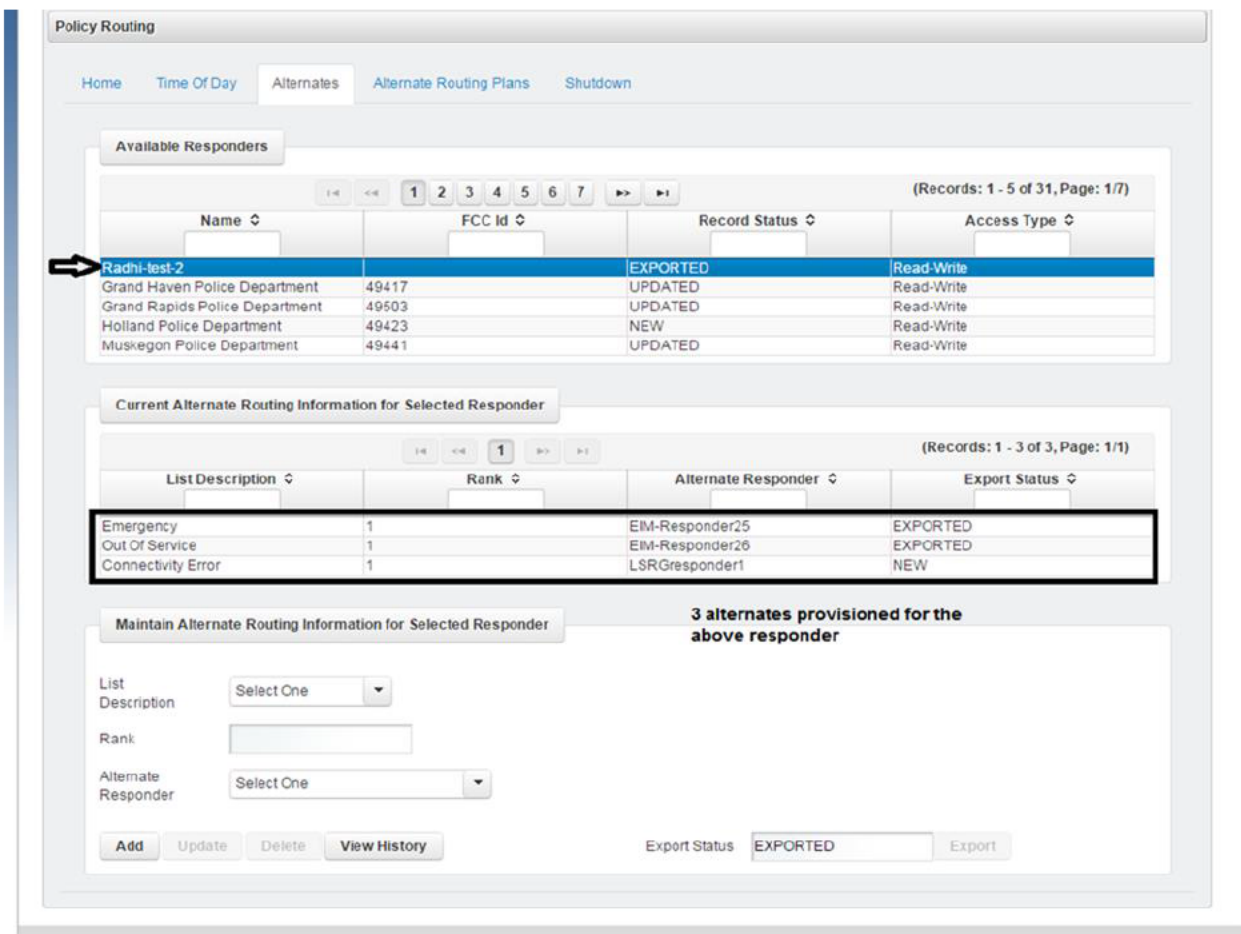 Policy Routing
Home Time Of Day Alternates Alternate Routing Plans Shutdown
Available Responders
1 2 3 4 5 6 7 (Records: 1 - 5 of 31, Page: 1/7)
Name FCC Id Record Status Access Type
Radhi-test-2 EXPORTED Read-Write
Grand Haven Police Department 49417 UPDATED Read-Write
Grand Rapids Police Department 49503 UPDATED Read-Write
Holland Police Department 49423 NEW Read-Write
Muskegon Police Department 49441 UPDATED Read-Write
Current Alternate Routing Information for Selected Responder
1 (Records: 1 - 3 of 3, Page: 1/1)
List Description Rank Alternate Responder Export Status
Emergency 1 EIM-Responder25 EXPORTED
Out Of Service 1 EIM-Responder26 EXPORTED
Connectivity Error 1 LSRGresponder1 NEW
3 alternates provisioned for the
above responder
Maintain Alternate Routing Information for Selected Responder
List
Description
Select One
Rank
Alternate
Responder
Select One
Add Update Delete View History Export Status EXPORTED Export